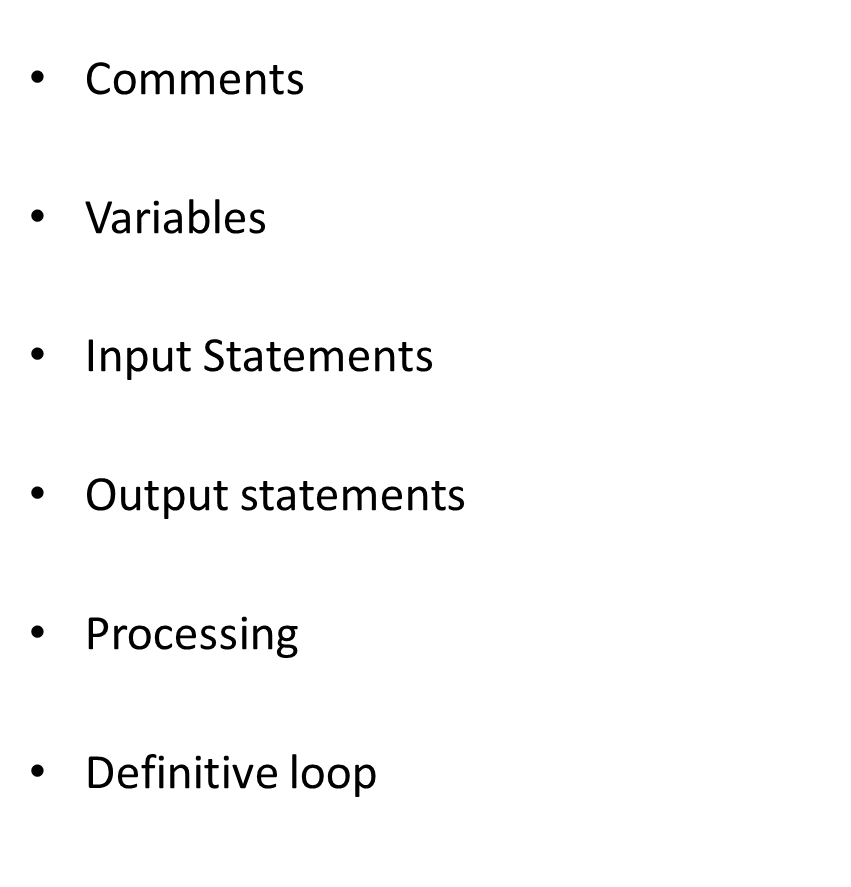 • Comments
• Variables
• Input Statements
• Output statements
• Processing
• Definitive loop